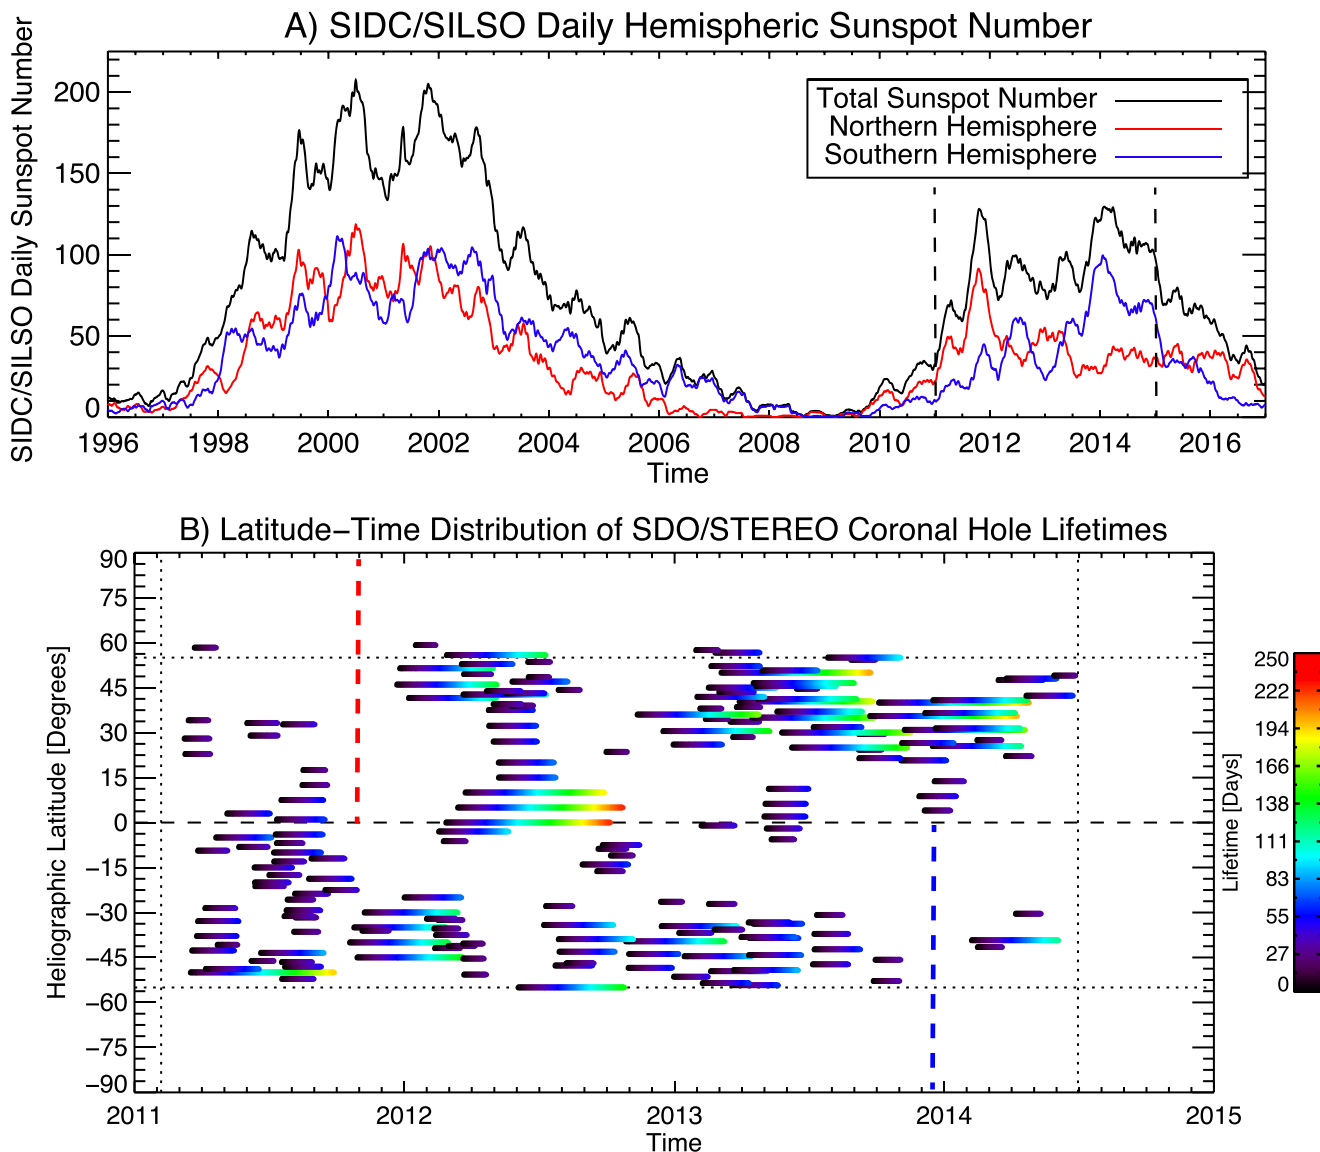 A) SIDC/SILSO Daily Hemispheric Sunspot Number
SIDC/SILSO Daily Sunspot Number
200
150
100
50
0
Total Sunspot Number
Northern Hemisphere
Southern Hemisphere
1996 1998 2000 2002 2004 2006 2008 2010 2012 2014 2016
Time
B) Latitude−Time Distribution of SDO/STEREO Coronal Hole Lifetimes
Heliographic Latitude [Degrees]
90
75
60
45
30
15
0
−15
−30
−45
−60
−75
−90
2011 2012 2013 2014 2015
Time
Lifetime [Days]
250
222
194
166
138
111
83
55
27
0